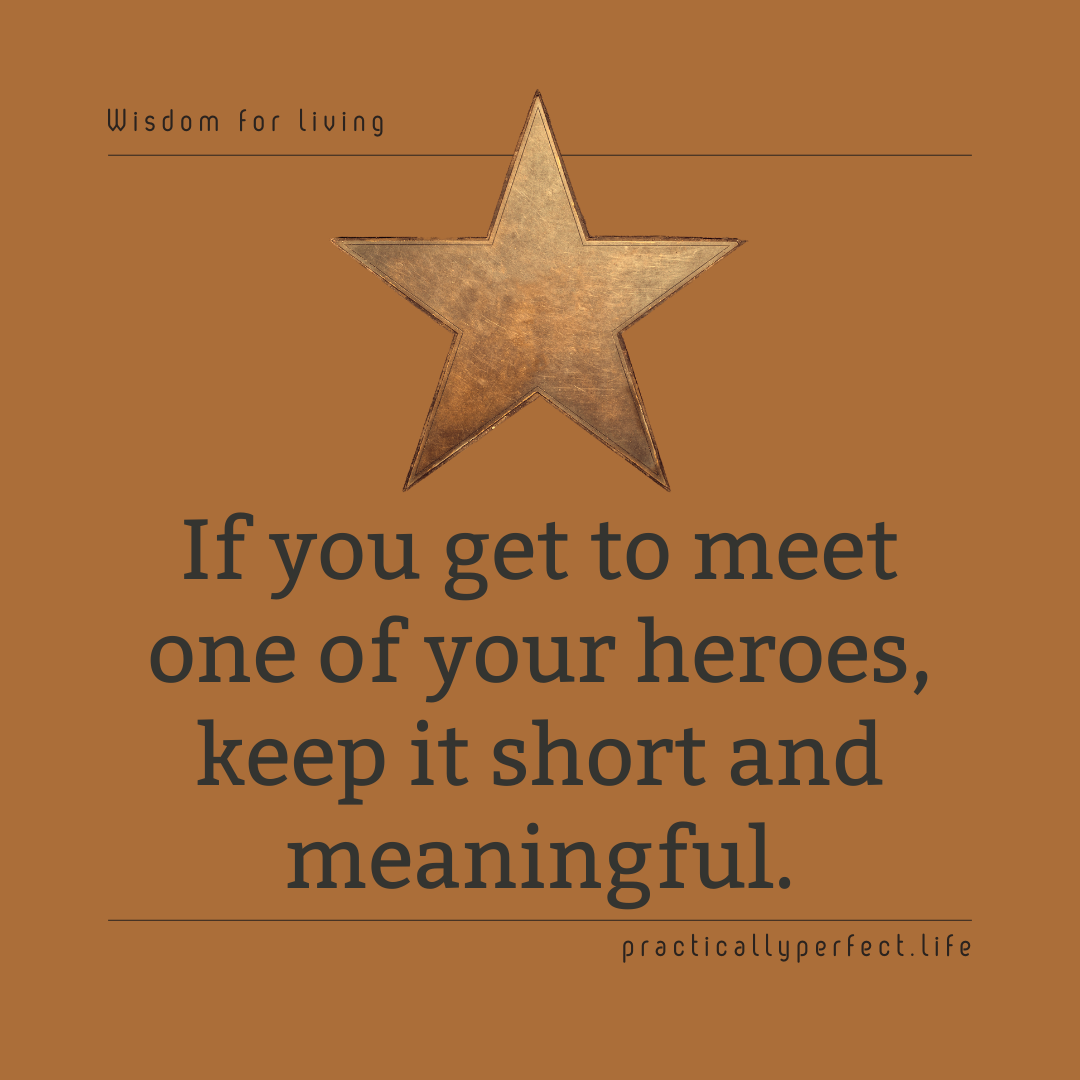 Wisdom for living
If you get to meet
one of your heroes,
keep it short and
meaningful.
practicallyperfect.life